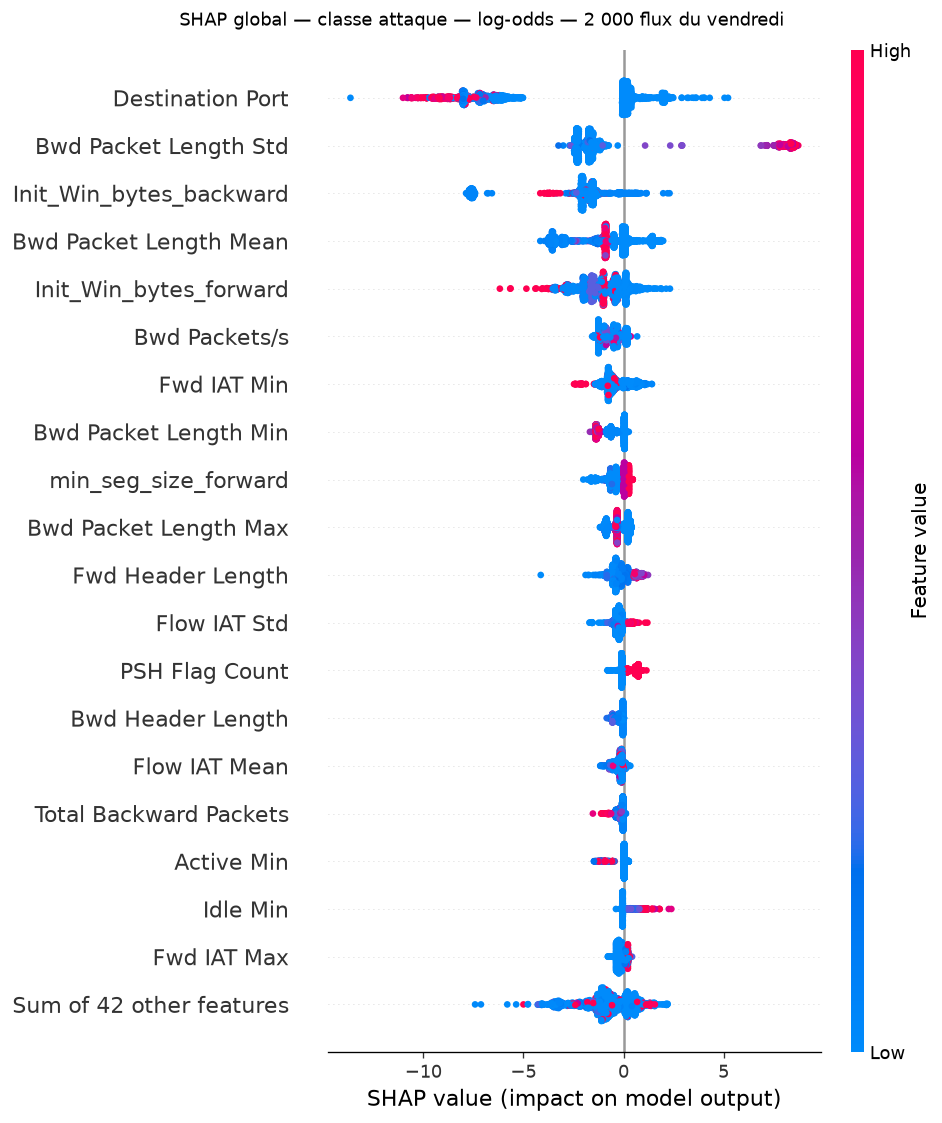 SHAP global — classe attaque — log-odds — 2 000 flux du vendredi
High
Destination Port
Bwd Packet Length Std
Init_Win_bytes_backward
Bwd Packet Length Mean
Init_Win_bytes_forward
Bwd Packets/s
Fwd IAT Min
Bwd Packet Length Min
min_seg_size_forward
Bwd Packet Length Max
Fwd Header Length
Flow IAT Std
PSH Flag Count
Bwd Header Length
Flow IAT Mean
Total Backward Packets
Active Min
Idle Min
Fwd IAT Max
Sum of 42 other features
Feature value
Low
−10 −5 0 5
SHAP value (impact on model output)